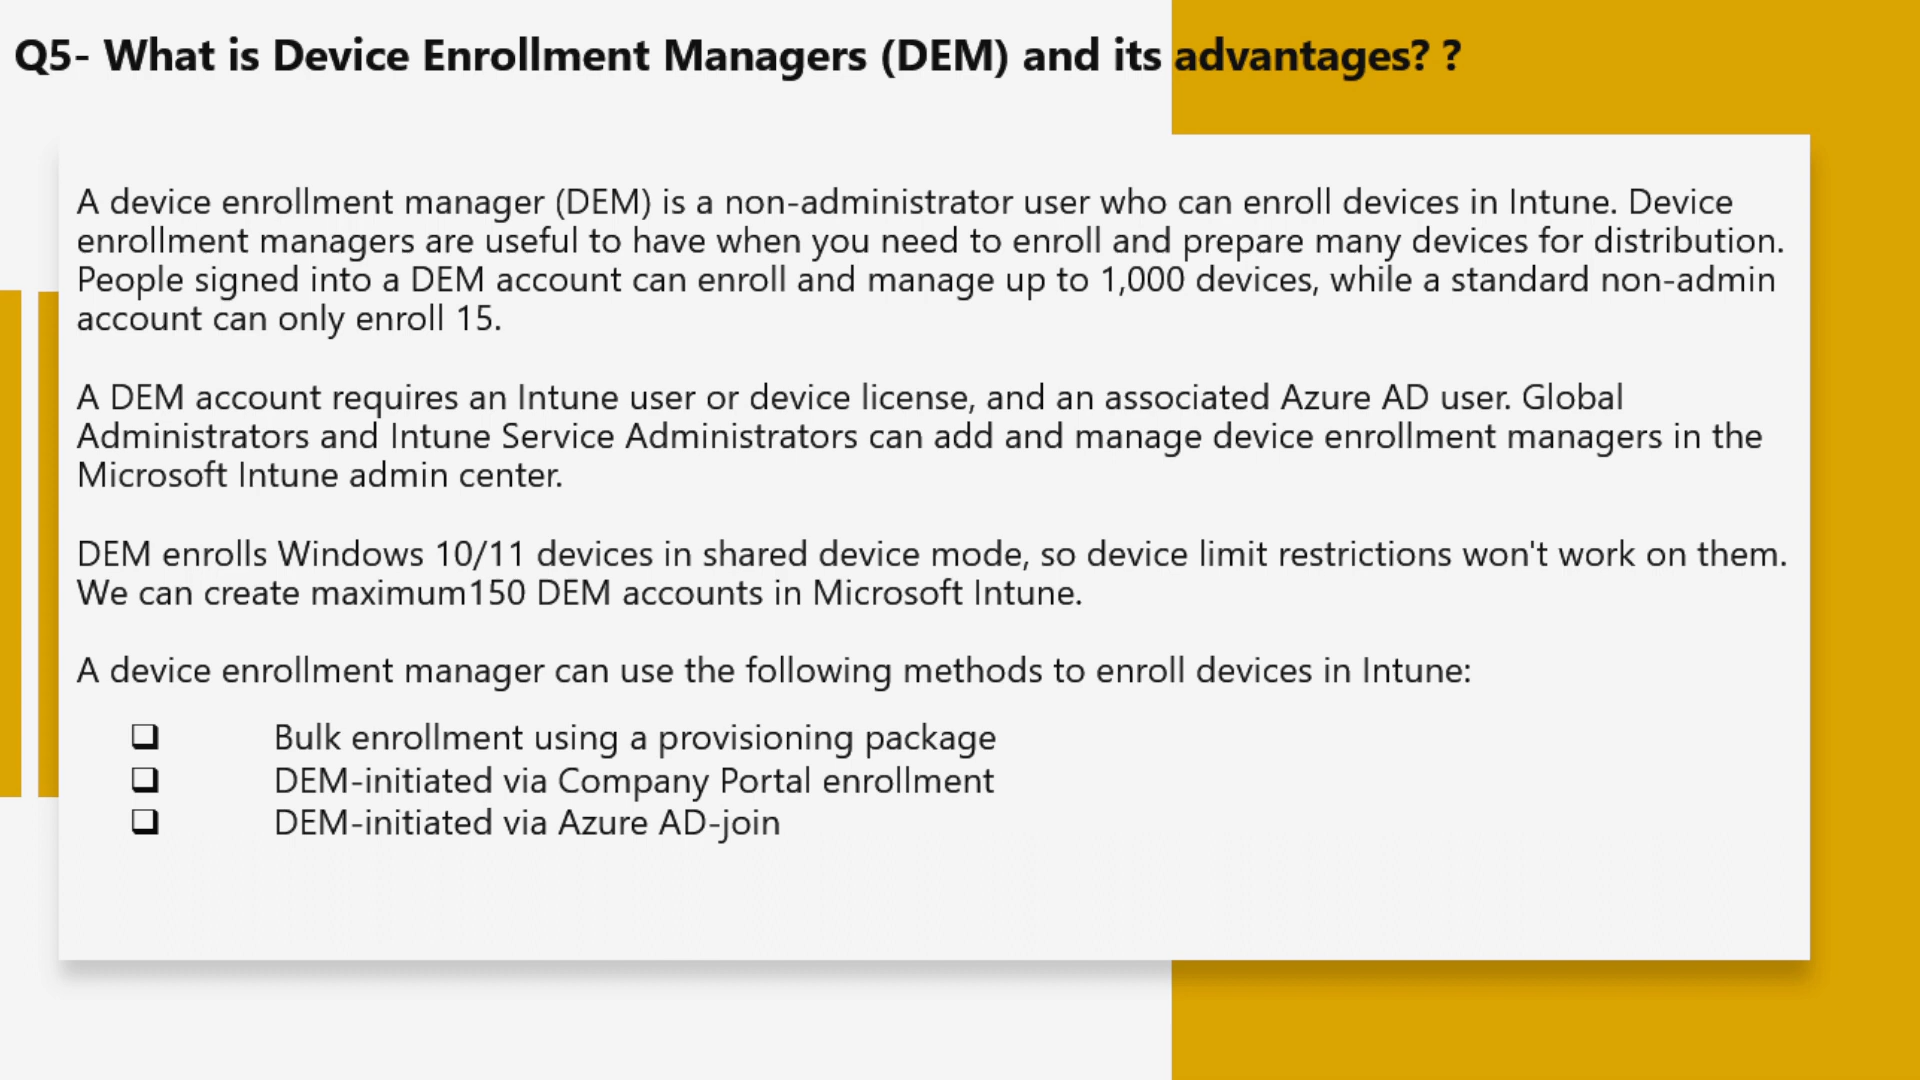 Q5- What is Device Enrollment Managers (DEM) and its advantages? ?
A device enrollment manager (DEM) is a non-administrator user who can enroll devices in Intune. Device
enrollment managers are useful to have when you need to enroll and prepare many devices for distribution.
People signed into a DEM account can enroll and manage up to 1,000 devices, while a standard non-admin
account can only enroll 15.
A DEM account requires an Intune user or device license, and an associated Azure AD user. Global
Administrators and Intune Service Administrators can add and manage device enrollment managers in the
Microsoft Intune admin center.
DEM enrolls Windows 10/11 devices in shared device mode, so device limit restrictions won't work on them.
We can create maximum150 DEM accounts in Microsoft Intune.
A device enrollment manager can use the following methods to enroll devices in Intune:
❑ Bulk enrollment using a provisioning package
❑ DEM-initiated via Company Portal enrollment
❑ DEM-initiated via Azure AD-join